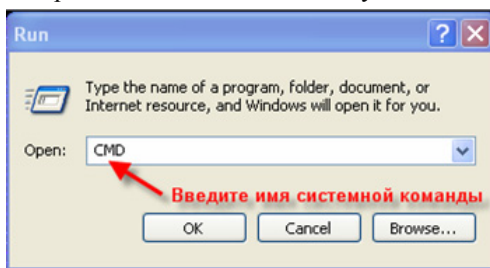 Run
Type the name of a program, folder, document, or
Internet resource, and Windows will open it for you.
Open: CMD
Введите имя системной команды
OK Cancel Browse...